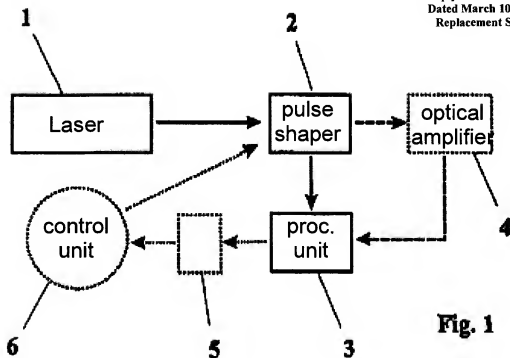 Dated March 10
Replacement S
1
2
Laser
pulse
shaper
optical
amplifier
control
unit
proc.
unit
4
6
5
3
Fig. 1